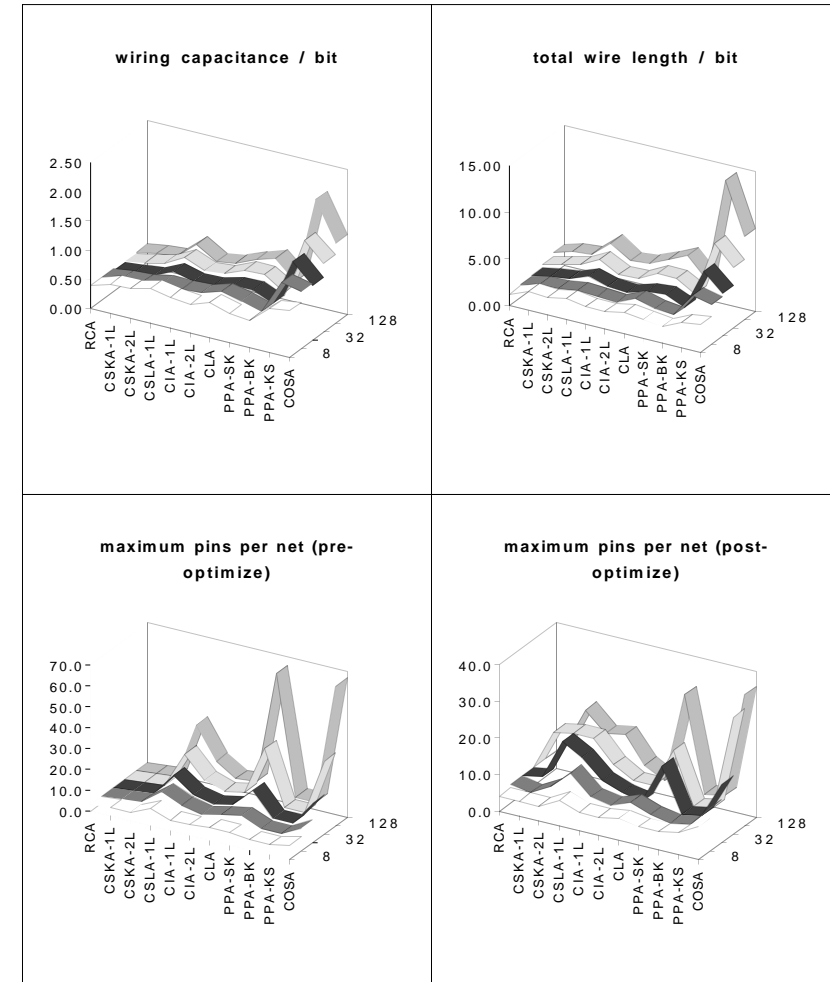 wiring capacitance / bit
2.50
2.00
1.50
1.00
0.50
0.00
RCA
CSKA-1L
CSKA-2L
CSLA-1L
CIA-1L
CIA-2L
CLA
PPA-SK
PPA-BK
PPA-KS
COSA
8
32
128
total wire length / bit
15.00
10.00
5.00
0.00
RCA
CSKA-1L
CSKA-2L
CSLA-1L
CIA-1L
CIA-2L
CLA
PPA-SK
PPA-BK
PPA-KS
COSA
8
32
128
maximum pins per net (pre-
optimize)
70.0
60.0
50.0
40.0
30.0
20.0
10.0
0.0
RCA
CSKA-1L
CSKA-2L
CSLA-1L
CIA-1L
CIA-2L
CLA
PPA-SK
PPA-BK
PPA-KS
COSA
8
32
128
maximum pins per net (post-
optimize)
40.0
30.0
20.0
10.0
0.0
RCA
CSKA-1L
CSKA-2L
CSLA-1L
CIA-1L
CIA-2L
CLA
PPA-SK
PPA-BK
PPA-KS
COSA
8
32
128